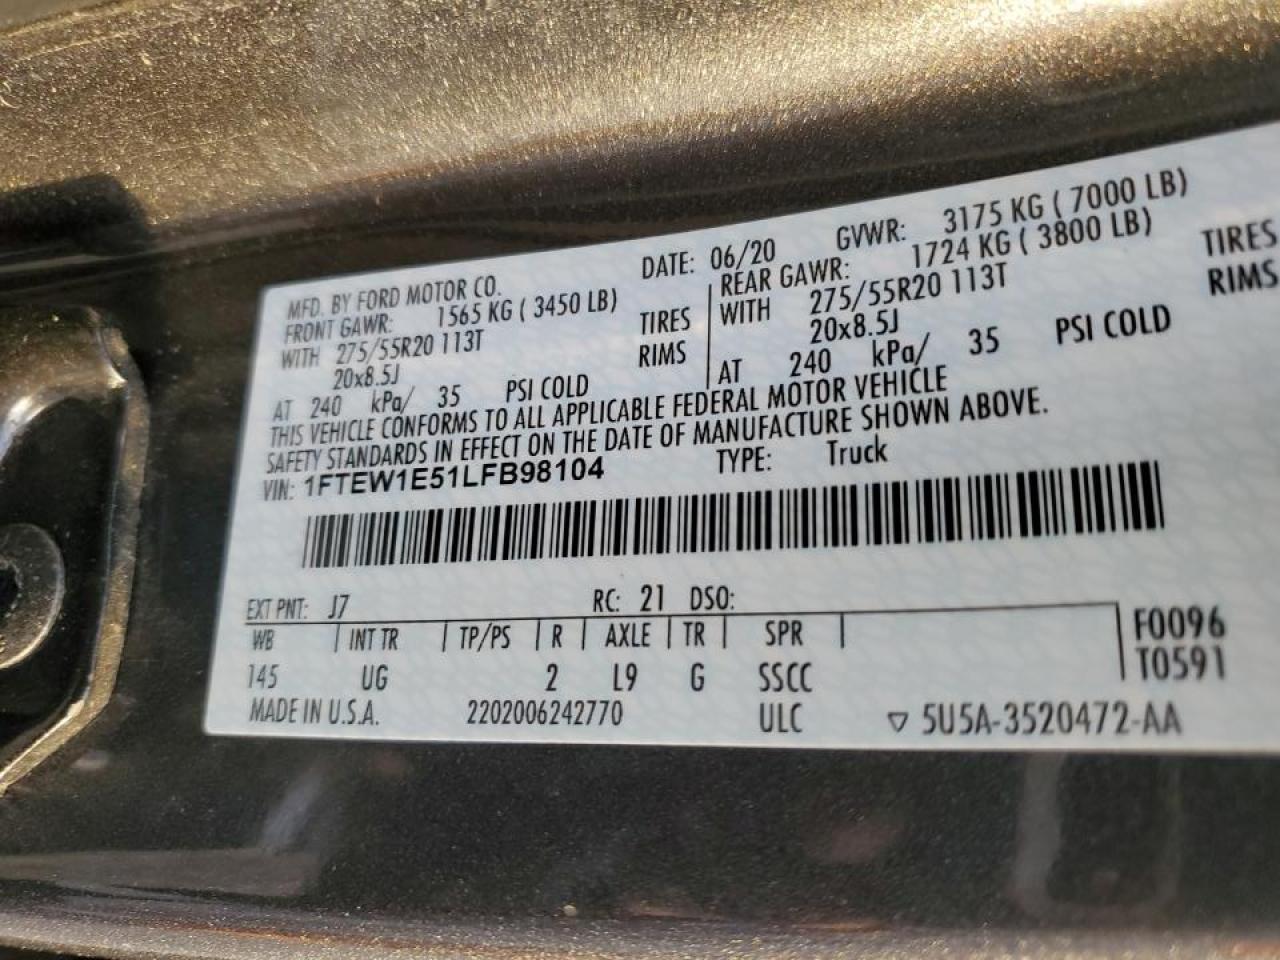 MFD. BY FORD MOTOR CO. DATE: 06/20 GVWR: 3175 KG ( 7000 LB)
FRONT GAWR: 1565 KG ( 3450 LB) REAR GAWR: 1724 KG ( 3800 LB)
WITH 275/55R20 113T TIRES WITH 275/55R20 113T TIRES
20x8.5J RIMS 20x8.5J RIMS
AT 240 kPa/ 35 PSI COLD AT 240 kPa/ 35 PSI COLD
THIS VEHICLE CONFORMS TO ALL APPLICABLE FEDERAL MOTOR VEHICLE
SAFETY STANDARDS IN EFFECT ON THE DATE OF MANUFACTURE SHOWN ABOVE.
VIN: 1FTEW1E51LFB98104 TYPE: Truck
EXT PNT: J7 RC: 21 DSO:
WB INT TR TP/PS R AXLE TR SPR F0096
145 UG 2 L9 G SSCC T0591
MADE IN U.S.A. 2202006242770 ULC ▽ 5U5A-3520472-AA